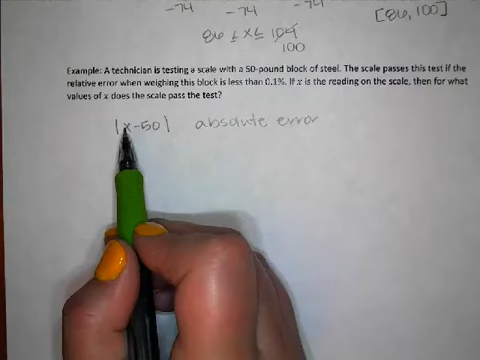 -74 -74 -74 [86,100]
86 ≤ x ≤ 104
100
Example: A technician is testing a scale with a 50-pound block of steel. The scale passes this test if the
relative error when weighing this block is less than 0.1%. If x is the reading on the scale, then for what
values of x does the scale pass the test?
|x-50| absolute error